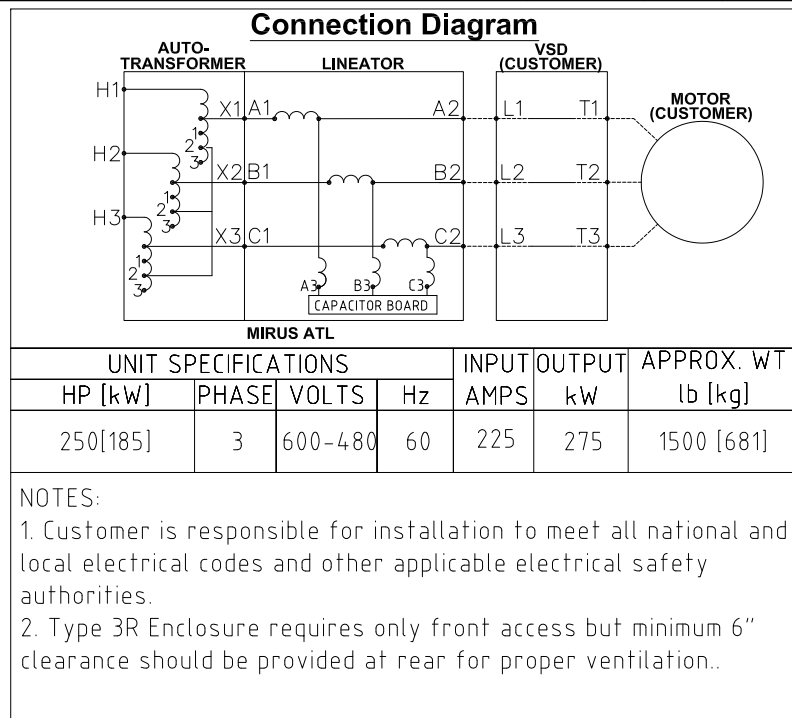 Connection Diagram
AUTO-
TRANSFORMER
LINEATOR
VSD
(CUSTOMER)
MOTOR
(CUSTOMER)
H1
X1
A1
A2
L1
T1
1
2
3
H2
X2
B1
B2
L2
T2
1
2
3
H3
X3
C1
C2
L3
T3
1
2
3
A3
B3
C3
CAPACITOR BOARD
MIRUS ATL
UNIT SPECIFICATIONS
INPUT
AMPS
OUTPUT
kW
APPROX. WT
lb [kg]
HP [kW]
PHASE
VOLTS
Hz
250[185]
3
600-480
60
225
275
1500 [681]
NOTES:
1. Customer is responsible for installation to meet all national and
local electrical codes and other applicable electrical safety
authorities.
2. Type 3R Enclosure requires only front access but minimum 6"
clearance should be provided at rear for proper ventilation..